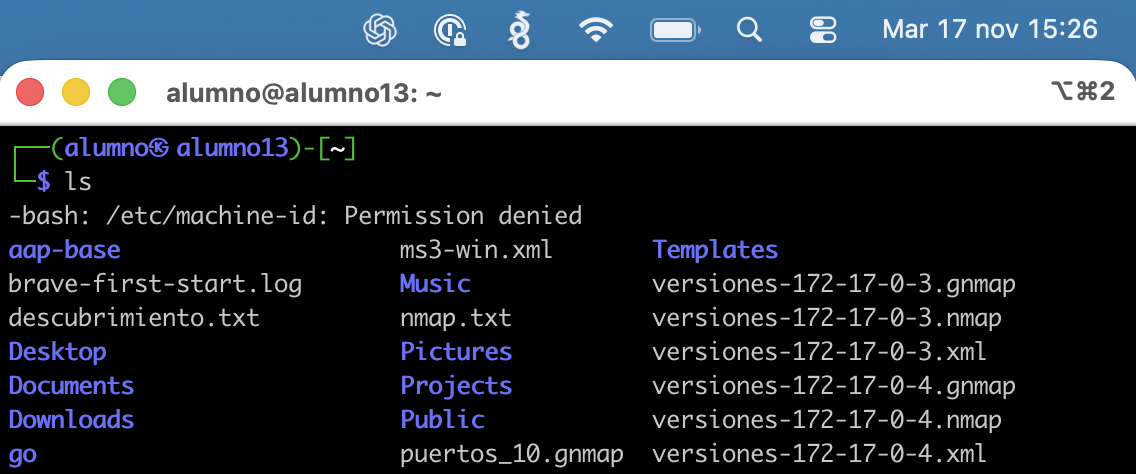 Mar 17 nov 15:26
alumno@alumno13: ~ ⌥⌘2
┌──(alumno㉿ alumno13)-[~]
└─$ ls
-bash: /etc/machine-id: Permission denied
aap-base ms3-win.xml Templates
brave-first-start.log Music versiones-172-17-0-3.gnmap
descubrimiento.txt nmap.txt versiones-172-17-0-3.nmap
Desktop Pictures versiones-172-17-0-3.xml
Documents Projects versiones-172-17-0-4.gnmap
Downloads Public versiones-172-17-0-4.nmap
go puertos_10.gnmap versiones-172-17-0-4.xml